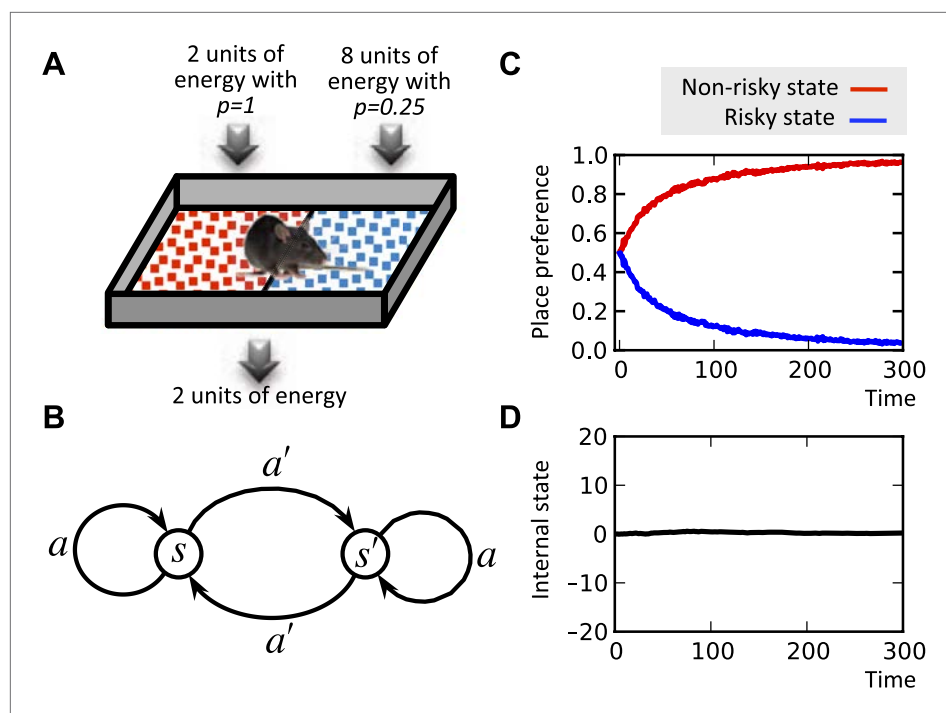 A
2 units of
energy with
p=1
8 units of
energy with
p=0.25
2 units of energy
B
a'
a
s
s'
a
a'
C
Non-risky state
Risky state
Place preference
1.0
0.8
0.6
0.4
0.2
0.0
0
100
200
300
Time
D
Internal state
20
10
0
-10
-20
0
100
200
300
Time